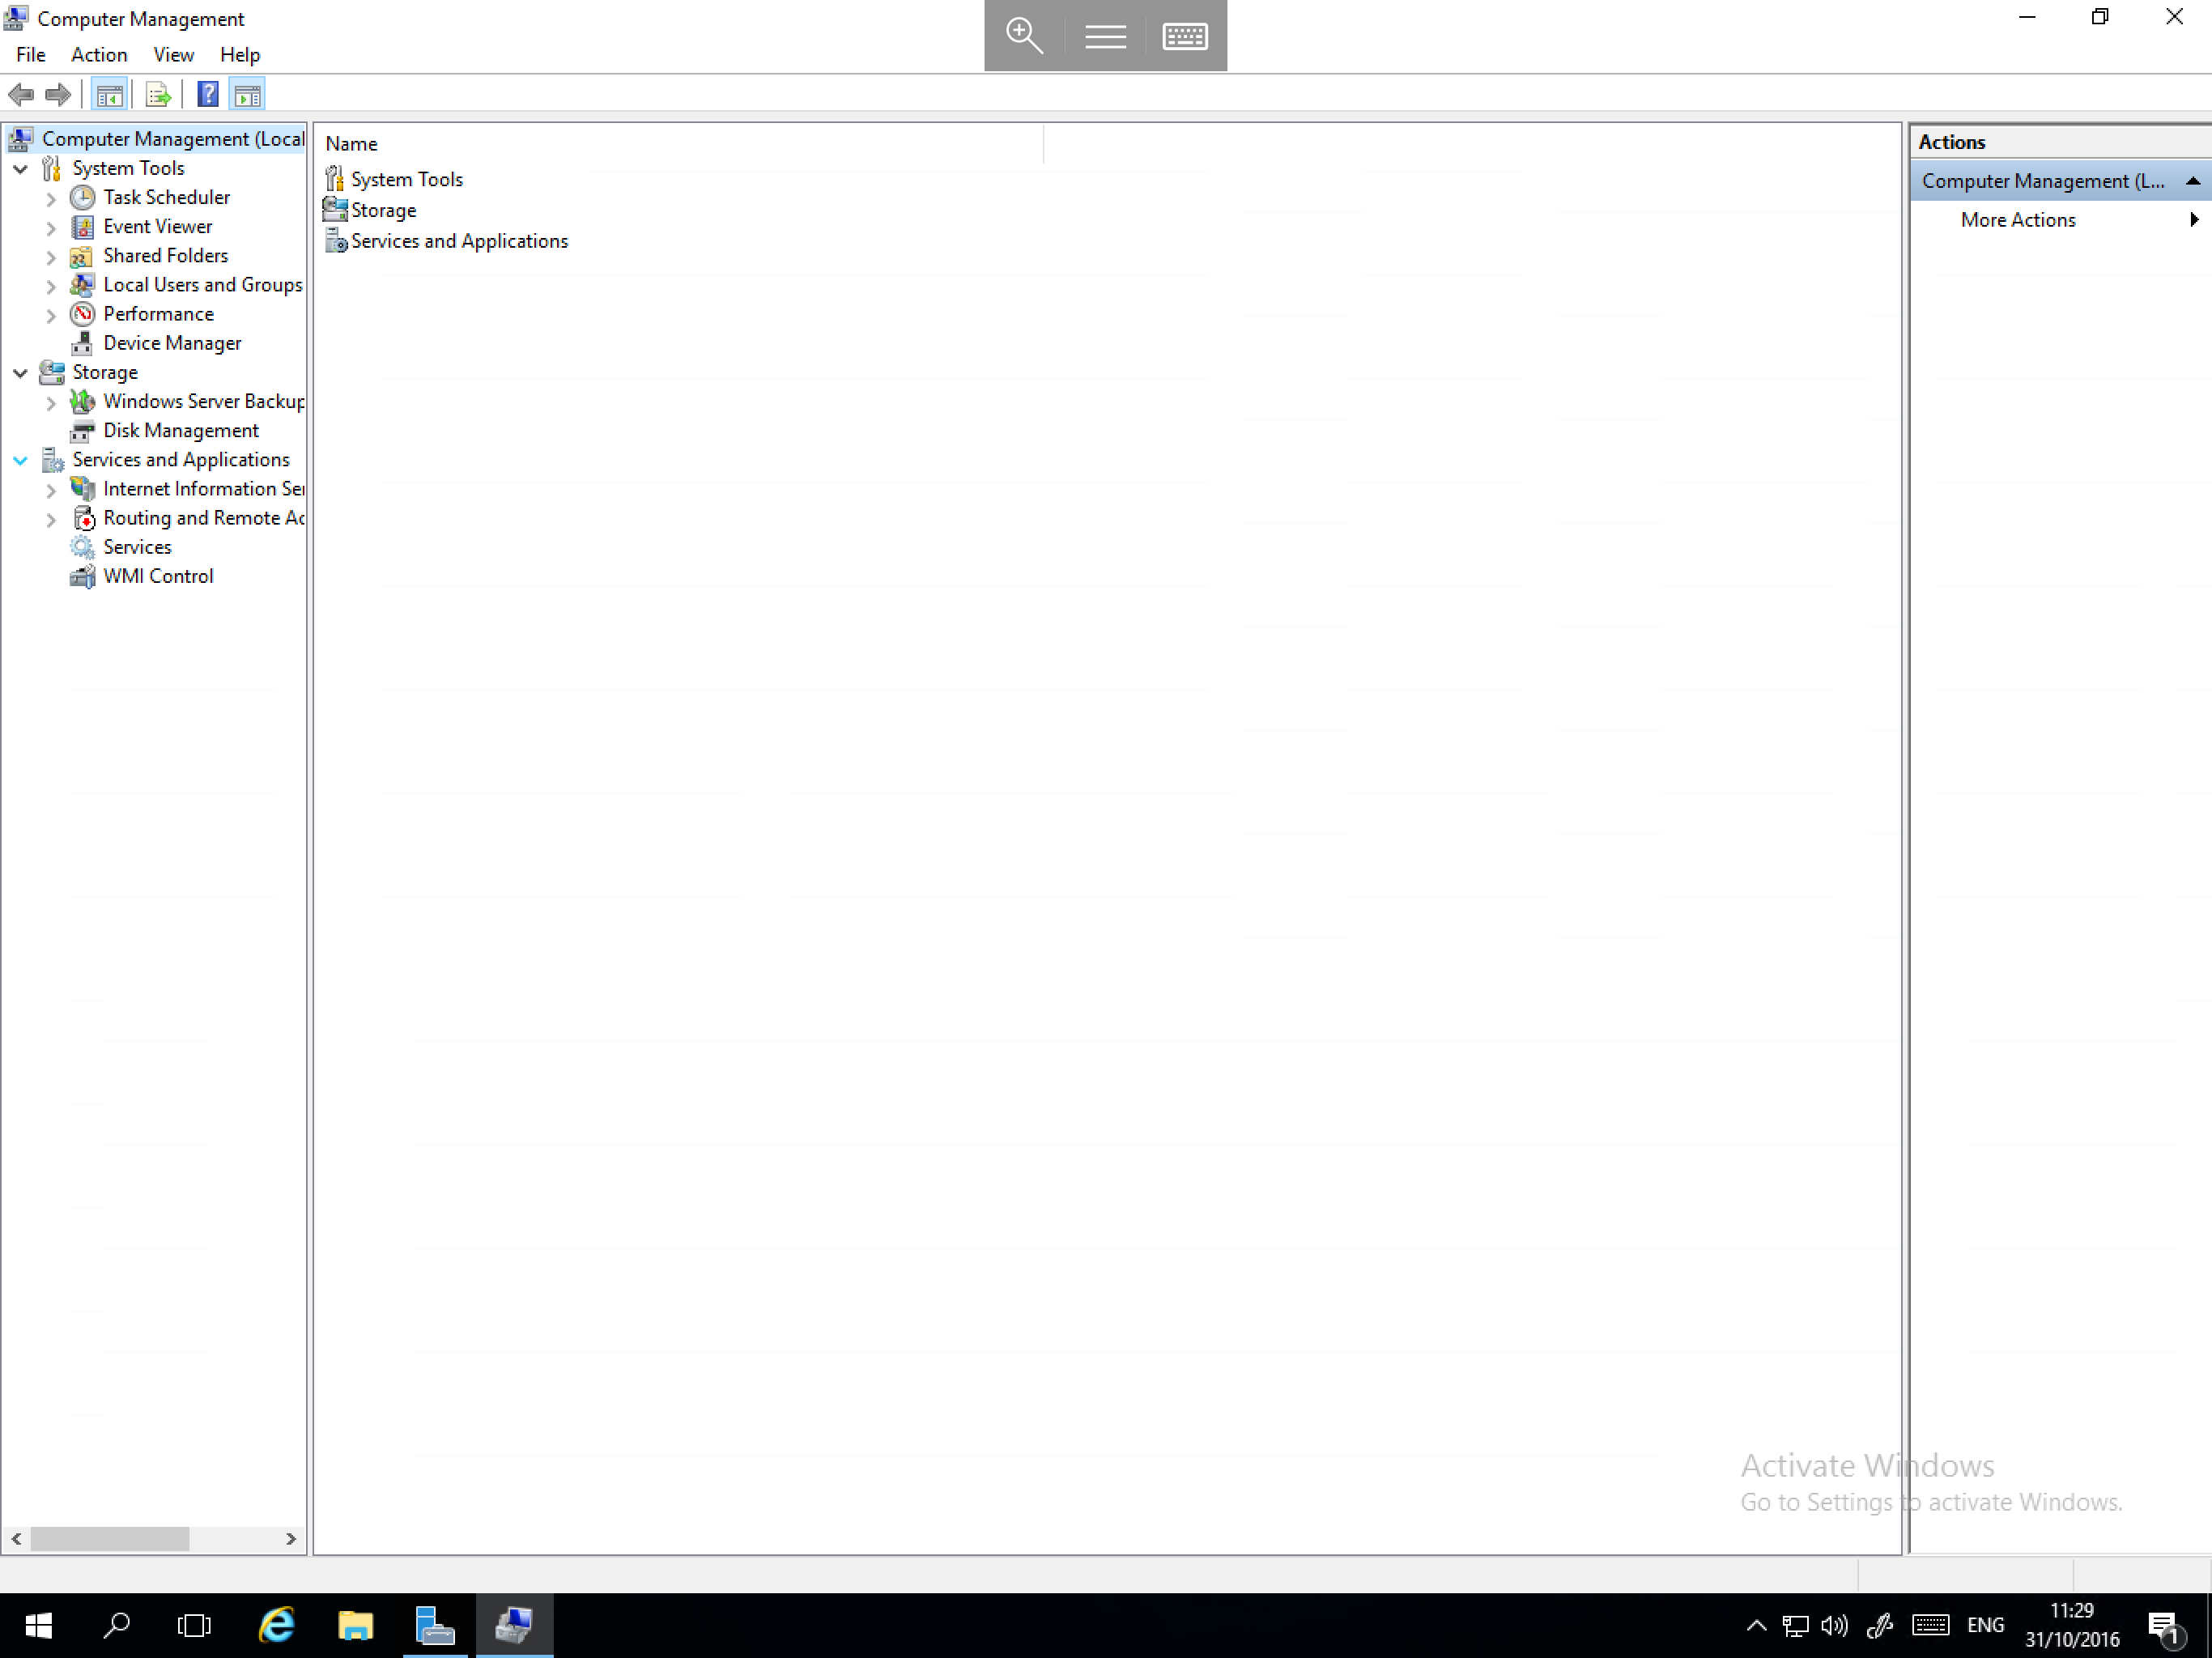 Computer Management
File Action View Help
Computer Management (Local
System Tools
Task Scheduler
Event Viewer
Shared Folders
Local Users and Groups
Performance
Device Manager
Storage
Windows Server Backup
Disk Management
Services and Applications
Internet Information Ser
Routing and Remote Ac
Services
WMI Control
Name
System Tools
Storage
Services and Applications
Actions
Computer Management (L...
More Actions
Activate Windows
Go to Settings to activate Windows.
ENG
11:29
31/10/2016
1